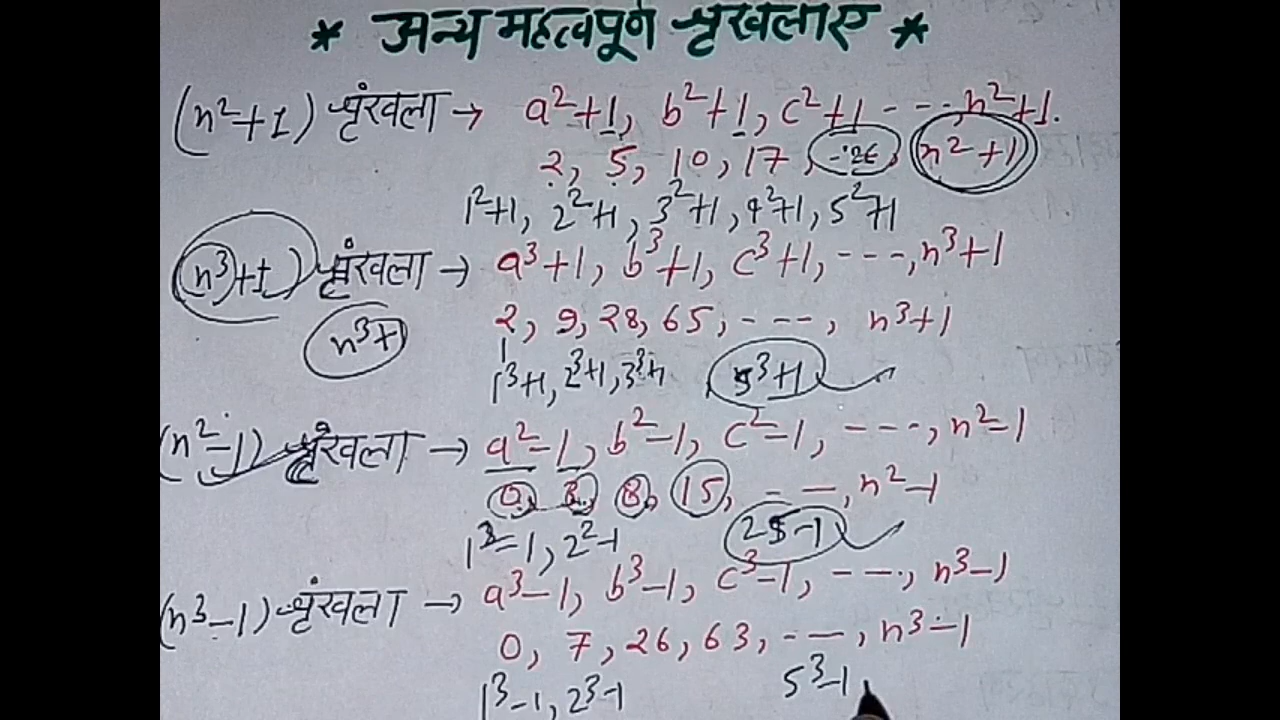 * अन्य महत्वपूर्ण श्रृंखलाए *
(n²+1) श्रृंखला → a²+1, b²+1, c²+1 ---, n²+1.
2, 5, 10, 17, --26, n²+1
1²+1, 2²+1, 3²+1, 4²+1, 5²+1
(n³+1) श्रृंखला → a³+1, b³+1, c³+1, ---, n³+1
2, 9, 28, 65, ---, n³+1
n³+1
1³+1, 2³+1, 3³+1, 5³+1
(n²-1) श्रृंखला → a²-1, b²-1, c²-1, ---, n²-1
0, 3, 8, 15, --, n²-1
2²-1 25-1
(n³-1) श्रृंखला → a³-1, b³-1, c³-1, ---, n³-1
0, 7, 26, 63, ---, n³-1
1³-1, 2³-1 5³-1